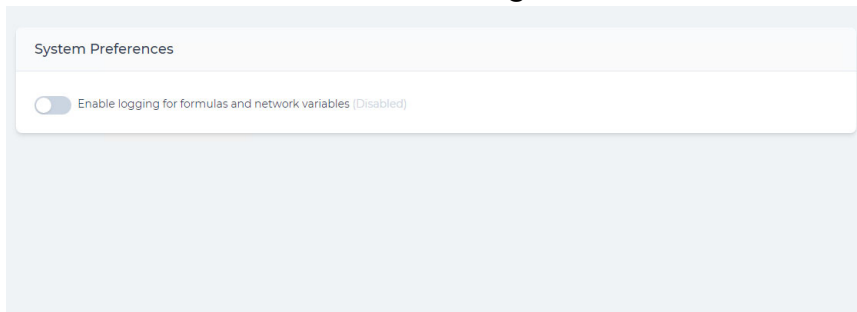 System Preferences
Enable logging for formulas and network variables (Disabled)